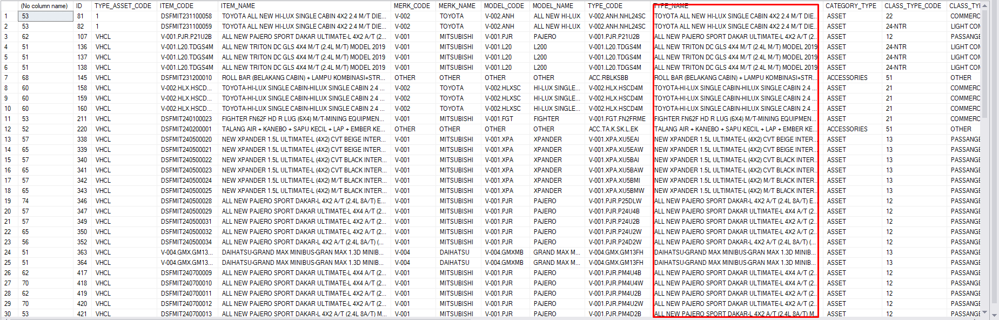 (No column name) ID TYPE_ASSET_CODE ITEM_CODE ITEM_NAME MERK_CODE MERK_NAME MODEL_CODE MODEL_NAME TYPE_CODE TYPE_NAME CATEGORY_TYPE CLASS_TYPE_CODE CLASS_TY
1 53 81 1 DSFMIT231100058 TOYOTA ALL NEW HI-LUX SINGLE CABIN 4X2 2.4 M/T DIE... V-002 TOYOTA V-002.ANH ALL NEW HI-LUX V-002.ANH.NHL24SC TOYOTA ALL NEW HI-LUX SINGLE CABIN 4X2 2.4 M/T DIE... ASSET 22 COMMERC
2 53 82 1 DSFMIT231100059 TOYOTA ALL NEW HI-LUX SINGLE CABIN 4X2 2.4 M/T DIE... V-002 TOYOTA V-002.ANH ALL NEW HI-LUX V-002.ANH.NHL24SC TOYOTA ALL NEW HI-LUX SINGLE CABIN 4X2 2.4 M/T DIE... ASSET 24-NTR LIGHT COM
3 62 107 VHCL V-001.PJR.P21U2B ALL NEW PAJERO SPORT DAKAR ULTIMATE-L 4X2 A/T (2... V-001 MITSUBISHI V-001.PJR PAJERO V-001.PJR.P21U2B ALL NEW PAJERO SPORT DAKAR ULTIMATE-L 4X2 A/T (2... ASSET 12 PASSANGE
4 51 136 VHCL V-001.L20.TDGS4M ALL NEW TRITON DC GLS 4X4 M/T (2.4L M/T) MODEL 2019 V-001 MITSUBISHI V-001.L20 L200 V-001.L20.TDGS4M ALL NEW TRITON DC GLS 4X4 M/T (2.4L M/T) MODEL 2019 ASSET 24-NTR LIGHT COM
5 51 137 VHCL V-001.L20.TDGS4M ALL NEW TRITON DC GLS 4X4 M/T (2.4L M/T) MODEL 2019 V-001 MITSUBISHI V-001.L20 L200 V-001.L20.TDGS4M ALL NEW TRITON DC GLS 4X4 M/T (2.4L M/T) MODEL 2019 ASSET 24-NTR LIGHT COM
6 51 138 VHCL V-001.L20.TDGS4M ALL NEW TRITON DC GLS 4X4 M/T (2.4L M/T) MODEL 2019 V-001 MITSUBISHI V-001.L20 L200 V-001.L20.TDGS4M ALL NEW TRITON DC GLS 4X4 M/T (2.4L M/T) MODEL 2019 ASSET 24-NTR LIGHT COM
7 68 145 VHCL DSFMIT231200010 ROLL BAR (BELAKANG CABIN) + LAMPU KOMBINASI+STR... OTHER OTHER OTHER OTHER ACC.RBLKSBB ROLL BAR (BELAKANG CABIN) + LAMPU KOMBINASI+STR... ACCESSORIES 51 OTHER
8 60 158 VHCL V-002.HLX.HSCD... TOYOTA-HI-LUX SINGLE CABIN-HILUX SINGLE CABIN 2.4 ... V-002 TOYOTA V-002.HLXSC HI-LUX SINGLE... V-002.HLX.HSCD4M TOYOTA-HI-LUX SINGLE CABIN-HILUX SINGLE CABIN 2.4 ... ASSET 21 COMMERC
9 60 159 VHCL V-002.HLX.HSCD... TOYOTA-HI-LUX SINGLE CABIN-HILUX SINGLE CABIN 2.4 ... V-002 TOYOTA V-002.HLXSC HI-LUX SINGLE... V-002.HLX.HSCD4M TOYOTA-HI-LUX SINGLE CABIN-HILUX SINGLE CABIN 2.4 ... ASSET 21 COMMERC
10 60 160 VHCL V-002.HLX.HSCD... TOYOTA-HI-LUX SINGLE CABIN-HILUX SINGLE CABIN 2.4 ... V-002 TOYOTA V-002.HLXSC HI-LUX SINGLE... V-002.HLX.HSCD4M TOYOTA-HI-LUX SINGLE CABIN-HILUX SINGLE CABIN 2.4 ... ASSET 21 COMMERC
11 53 211 VHCL DSFMIT240100023 FIGHTER FN62F HD R LUG (6X4) M/T-MINING EQUIPMEN... V-001 MITSUBISHI V-001.FGT FIGHTER V-001.FGT.FN2FRME FIGHTER FN62F HD R LUG (6X4) M/T-MINING EQUIPMEN... ASSET 21 COMMERC
12 52 220 VHCL DSFMIT240200001 TALANG AIR + KANEBO + SAPU KECIL + LAP + EMBER KE... OTHER OTHER OTHER OTHER ACC.TA.K.SK.L.EK TALANG AIR + KANEBO + SAPU KECIL + LAP + EMBER KE... ACCESSORIES 51 OTHER
13 57 338 VHCL DSFMIT240500020 NEW XPANDER 1.5L ULTIMATE-L (4X2) CVT BEIGE INTER... V-001 MITSUBISHI V-001.XPA XPANDER V-001.XPA.XU5EAI NEW XPANDER 1.5L ULTIMATE-L (4X2) CVT BEIGE INTER... ASSET 13 PASSANGE
14 65 339 VHCL DSFMIT240500021 NEW XPANDER 1.5L ULTIMATE-L (4X2) CVT BEIGE INTER... V-001 MITSUBISHI V-001.XPA XPANDER V-001.XPA.XU5EAW NEW XPANDER 1.5L ULTIMATE-L (4X2) CVT BEIGE INTER... ASSET 13 PASSANGE
15 57 340 VHCL DSFMIT240500022 NEW XPANDER 1.5L ULTIMATE-L (4X2) CVT BLACK INTER... V-001 MITSUBISHI V-001.XPA XPANDER V-001.XPA.XU5BAI NEW XPANDER 1.5L ULTIMATE-L (4X2) CVT BLACK INTER... ASSET 13 PASSANGE
16 65 341 VHCL DSFMIT240500023 NEW XPANDER 1.5L ULTIMATE-L (4X2) CVT BLACK INTER... V-001 MITSUBISHI V-001.XPA XPANDER V-001.XPA.XU5BAW NEW XPANDER 1.5L ULTIMATE-L (4X2) CVT BLACK INTER... ASSET 13 PASSANGE
17 57 342 VHCL DSFMIT240500024 NEW XPANDER 1.5L ULTIMATE-L (4X2) M/T BLACK INTER... V-001 MITSUBISHI V-001.XPA XPANDER V-001.XPA.XU5BMI NEW XPANDER 1.5L ULTIMATE-L (4X2) M/T BLACK INTER... ASSET 13 PASSANGE
18 65 343 VHCL DSFMIT240500025 NEW XPANDER 1.5L ULTIMATE-L (4X2) M/T BLACK INTER... V-001 MITSUBISHI V-001.XPA XPANDER V-001.XPA.XU5BMW NEW XPANDER 1.5L ULTIMATE-L (4X2) M/T BLACK INTER... ASSET 13 PASSANGE
19 74 346 VHCL DSFMIT240500028 ALL NEW PAJERO SPORT DAKAR-L 4X2 A/T (2.4L 8A/T) E... V-001 MITSUBISHI V-001.PJR PAJERO V-001.PJR.P25DLW ALL NEW PAJERO SPORT DAKAR-L 4X2 A/T (2.4L 8A/T) E... ASSET 12 PASSANGE
20 57 347 VHCL DSFMIT240500029 ALL NEW PAJERO SPORT DAKAR ULTIMATE-L 4X4 A/T (2... V-001 MITSUBISHI V-001.PJR PAJERO V-001.PJR.P24U4B ALL NEW PAJERO SPORT DAKAR ULTIMATE-L 4X4 A/T (2... ASSET 12 PASSANGE
21 57 349 VHCL DSFMIT240500031 ALL NEW PAJERO SPORT DAKAR ULTIMATE-L 4X2 A/T (2... V-001 MITSUBISHI V-001.PJR PAJERO V-001.PJR.P24U2B ALL NEW PAJERO SPORT DAKAR ULTIMATE-L 4X2 A/T (2... ASSET 12 PASSANGE
22 65 350 VHCL DSFMIT240500032 ALL NEW PAJERO SPORT DAKAR ULTIMATE-L 4X2 A/T (2... V-001 MITSUBISHI V-001.PJR PAJERO V-001.PJR.P24U2W ALL NEW PAJERO SPORT DAKAR ULTIMATE-L 4X2 A/T (2... ASSET 12 PASSANGE
23 56 352 VHCL DSFMIT240500034 ALL NEW PAJERO SPORT DAKAR-L 4X2 A/T (2.4L 8A/T) (... V-001 MITSUBISHI V-001.PJR PAJERO V-001.PJR.P24D2W ALL NEW PAJERO SPORT DAKAR-L 4X2 A/T (2.4L 8A/T) (... ASSET 12 PASSANGE
24 51 363 VHCL V-004.GMX.GM13... DAIHATSU-GRAND MAX MINIBUS-GRAN MAX 1.3D MINIB... V-004 DAIHATSU V-004.GMXMB GRAND MAX M... V-004.GMX.GM13FH DAIHATSU-GRAND MAX MINIBUS-GRAN MAX 1.3D MINIB... ASSET 13 PASSANGE
25 51 364 VHCL V-004.GMX.GM13... DAIHATSU-GRAND MAX MINIBUS-GRAN MAX 1.3D MINIB... V-004 DAIHATSU V-004.GMXMB GRAND MAX M... V-004.GMX.GM13FH DAIHATSU-GRAND MAX MINIBUS-GRAN MAX 1.3D MINIB... ASSET 13 PASSANGE
26 62 417 VHCL DSFMIT240700009 ALL NEW PAJERO SPORT DAKAR ULTIMATE-L 4X4 A/T (2... V-001 MITSUBISHI V-001.PJR PAJERO V-001.PJR.PM4U4B ALL NEW PAJERO SPORT DAKAR ULTIMATE-L 4X4 A/T (2... ASSET 12 PASSANGE
27 70 418 VHCL DSFMIT240700010 ALL NEW PAJERO SPORT DAKAR ULTIMATE-L 4X4 A/T (2... V-001 MITSUBISHI V-001.PJR PAJERO V-001.PJR.PM4U4W ALL NEW PAJERO SPORT DAKAR ULTIMATE-L 4X4 A/T (2... ASSET 12 PASSANGE
28 62 419 VHCL DSFMIT240700011 ALL NEW PAJERO SPORT DAKAR ULTIMATE-L 4X2 A/T (2... V-001 MITSUBISHI V-001.PJR PAJERO V-001.PJR.PM4U2B ALL NEW PAJERO SPORT DAKAR ULTIMATE-L 4X2 A/T (2... ASSET 12 PASSANGE
29 70 420 VHCL DSFMIT240700012 ALL NEW PAJERO SPORT DAKAR ULTIMATE-L 4X2 A/T (2... V-001 MITSUBISHI V-001.PJR PAJERO V-001.PJR.PM4U2W ALL NEW PAJERO SPORT DAKAR ULTIMATE-L 4X2 A/T (2... ASSET 12 PASSANGE
30 53 421 VHCL DSFMIT240700013 ALL NEW PAJERO SPORT DAKAR-L 4X2 A/T (2.4L 8A/T) M... V-001 MITSUBISHI V-001.PJR PAJERO V-001.PJR.PM4D2B ALL NEW PAJERO SPORT DAKAR-L 4X2 A/T (2.4L 8A/T) M... ASSET 12 PASSANGE